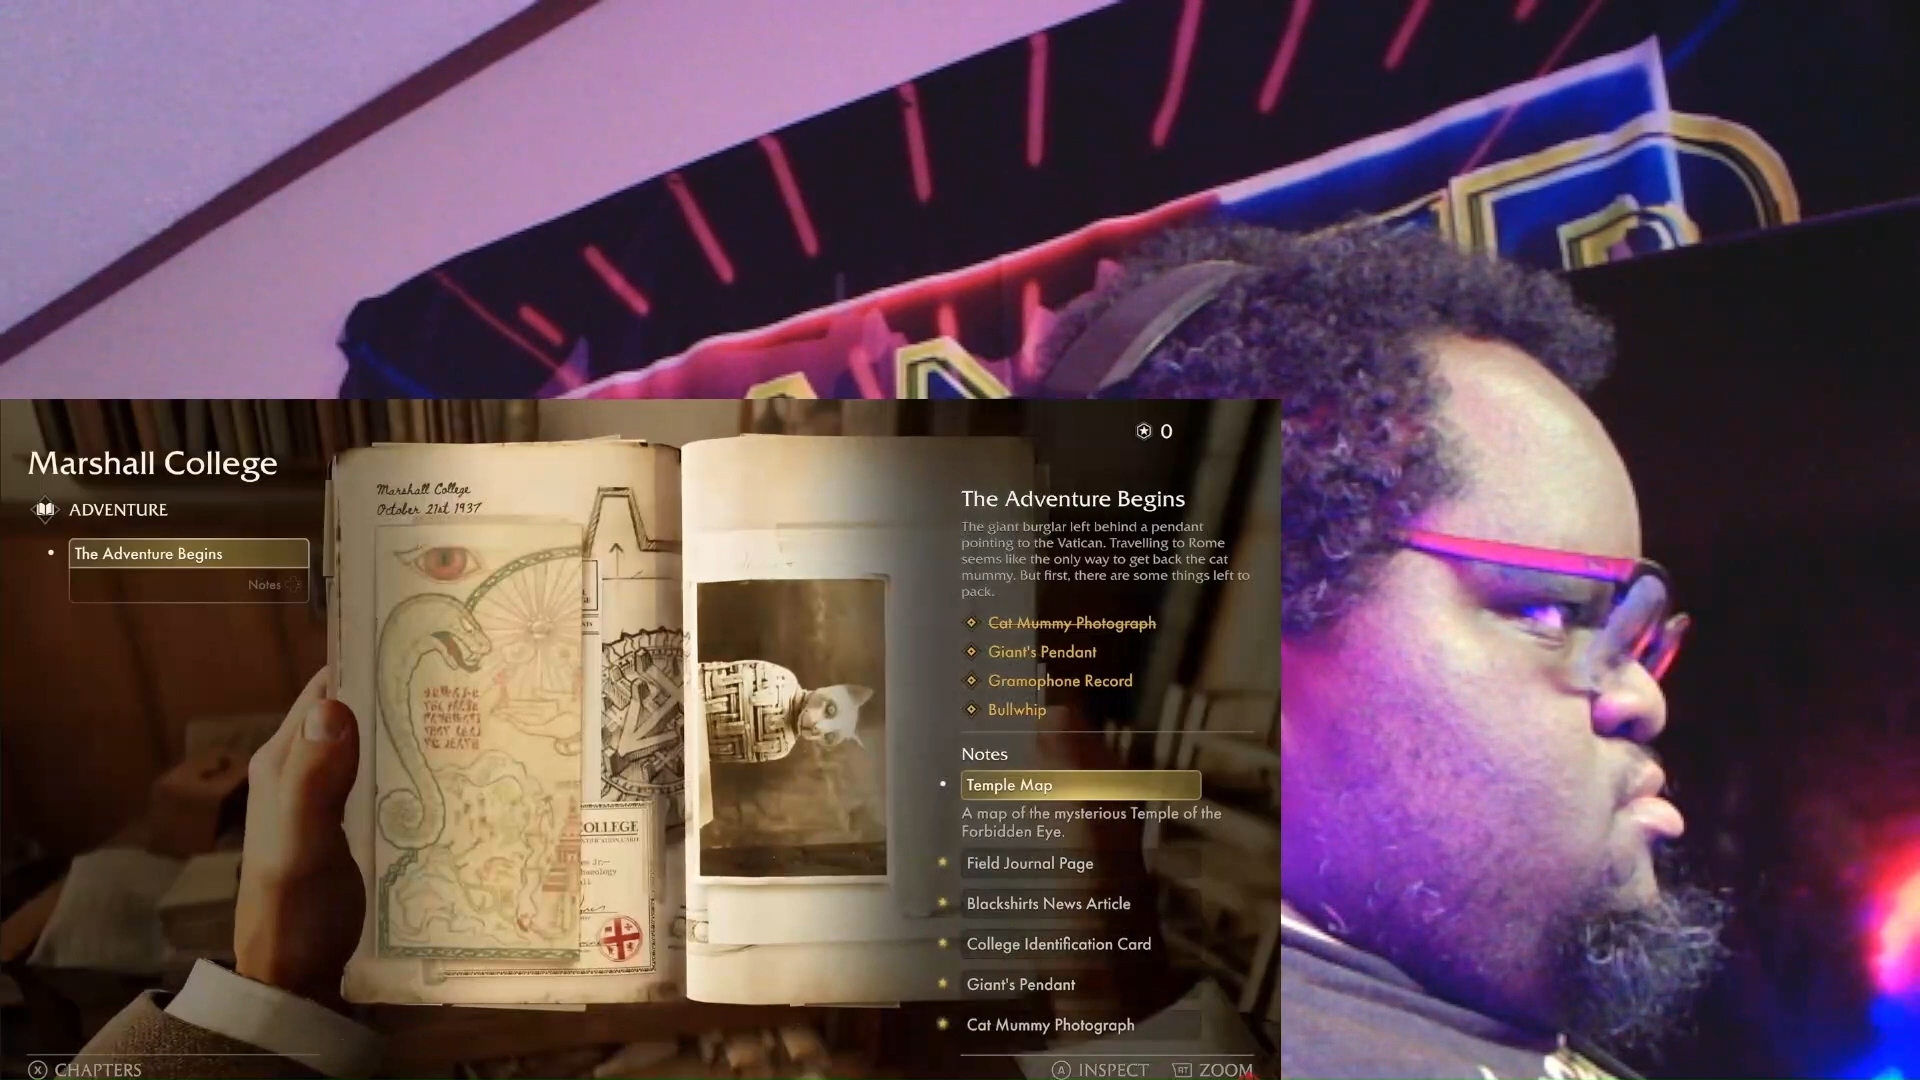 0
Marshall College
ADVENTURE
The Adventure Begins
Notes
Marshall College
October 21st 1937
COLLEGE
The Adventure Begins
The giant burglar left behind a pendant
pointing to the Vatican. Travelling to Rome
seems like the only way to get back the cat
mummy. But first, there are some things left to
pack.
Cat Mummy Photograph
Giant's Pendant
Gramophone Record
Bullwhip
Notes
Temple Map
A map of the mysterious Temple of the
Forbidden Eye.
Field Journal Page
Blackshirts News Article
College Identification Card
Giant's Pendant
Cat Mummy Photograph
X CHAPTERS
A INSPECT RT ZOOM